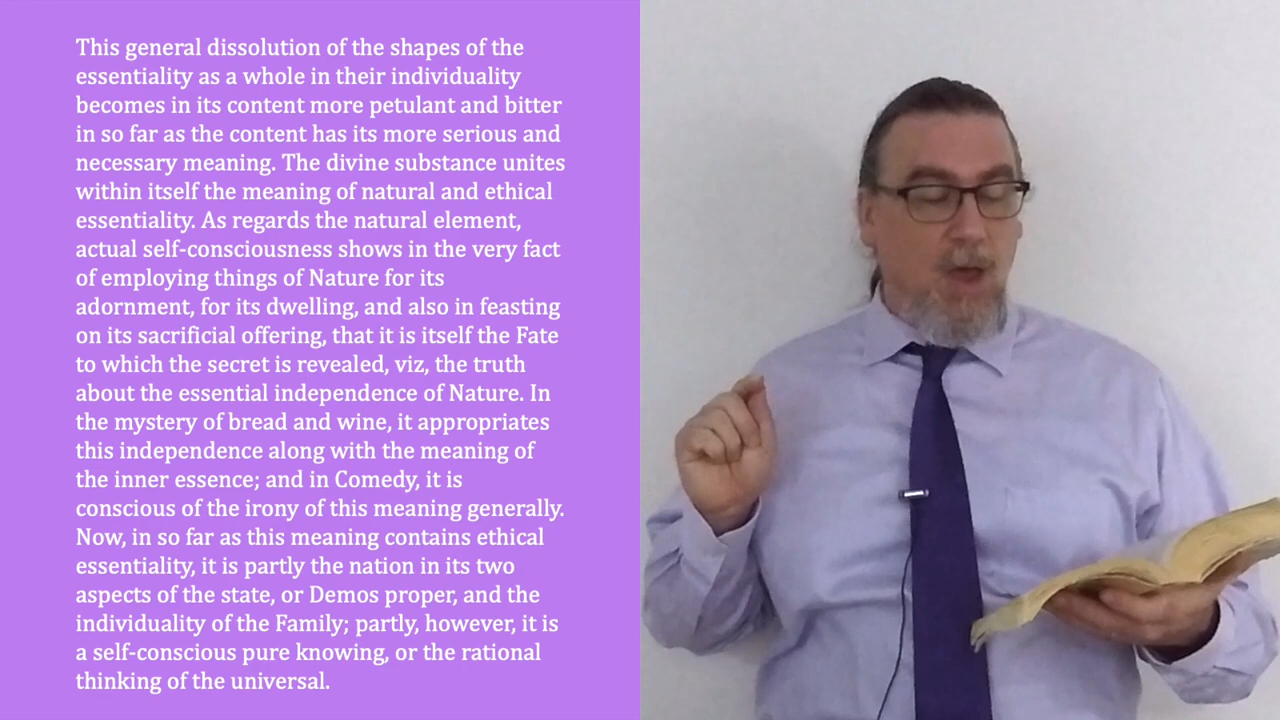 This general dissolution of the shapes of the
essentiality as a whole in their individuality
becomes in its content more petulant and bitter
in so far as the content has its more serious and
necessary meaning. The divine substance unites
within itself the meaning of natural and ethical
essentiality. As regards the natural element,
actual self-consciousness shows in the very fact
of employing things of Nature for its
adornment, for its dwelling, and also in feasting
on its sacrificial offering, that it is itself the Fate
to which the secret is revealed, viz, the truth
about the essential independence of Nature. In
the mystery of bread and wine, it appropriates
this independence along with the meaning of
the inner essence; and in Comedy, it is
conscious of the irony of this meaning generally.
Now, in so far as this meaning contains ethical
essentiality, it is partly the nation in its two
aspects of the state, or Demos proper, and the
individuality of the Family; partly, however, it is
a self-conscious pure knowing, or the rational
thinking of the universal.